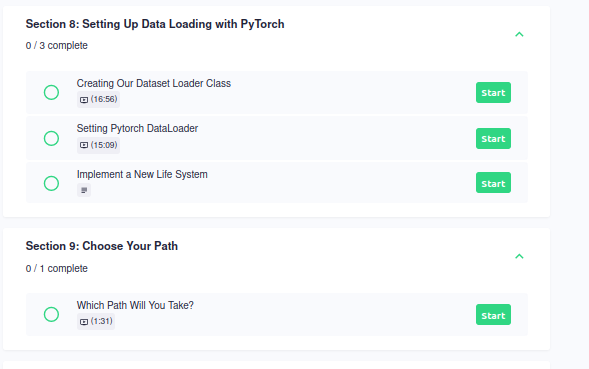 Section 8: Setting Up Data Loading with PyTorch
0 / 3 complete
Creating Our Dataset Loader Class
(16:56)
Start
Setting Pytorch DataLoader
(15:09)
Start
Implement a New Life System
Start
Section 9: Choose Your Path
0 / 1 complete
Which Path Will You Take?
(1:31)
Start